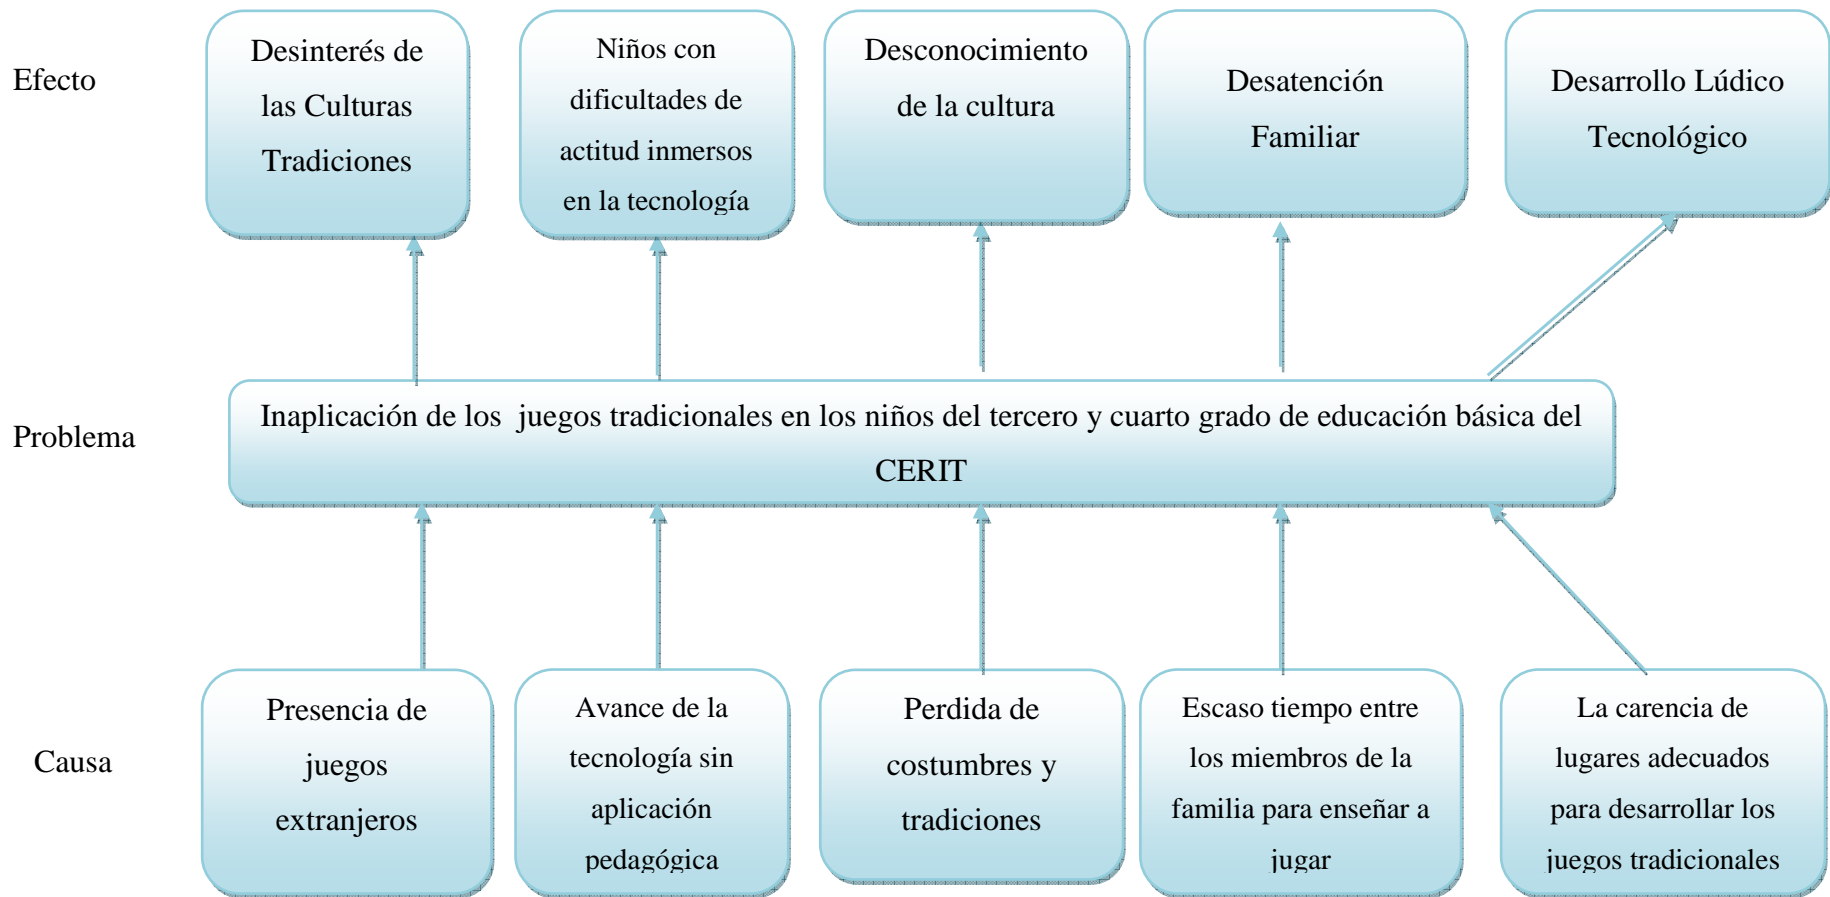 Efecto
Desinterés de
las Culturas
Tradiciones
Niños con
dificultades de
actitud inmersos
en la tecnología
Desconocimiento
de la cultura
Desatención
Familiar
Desarrollo Lúdico
Tecnológico
Problema
Inaplicación de los juegos tradicionales en los niños del tercero y cuarto grado de educación básica del
CERIT
Causa
Presencia de
juegos
extranjeros
Avance de la
tecnología sin
aplicación
pedagógica
Perdida de
costumbres y
tradiciones
Escaso tiempo entre
los miembros de la
familia para enseñar a
jugar
La carencia de
lugares adecuados
para desarrollar los
juegos tradicionales